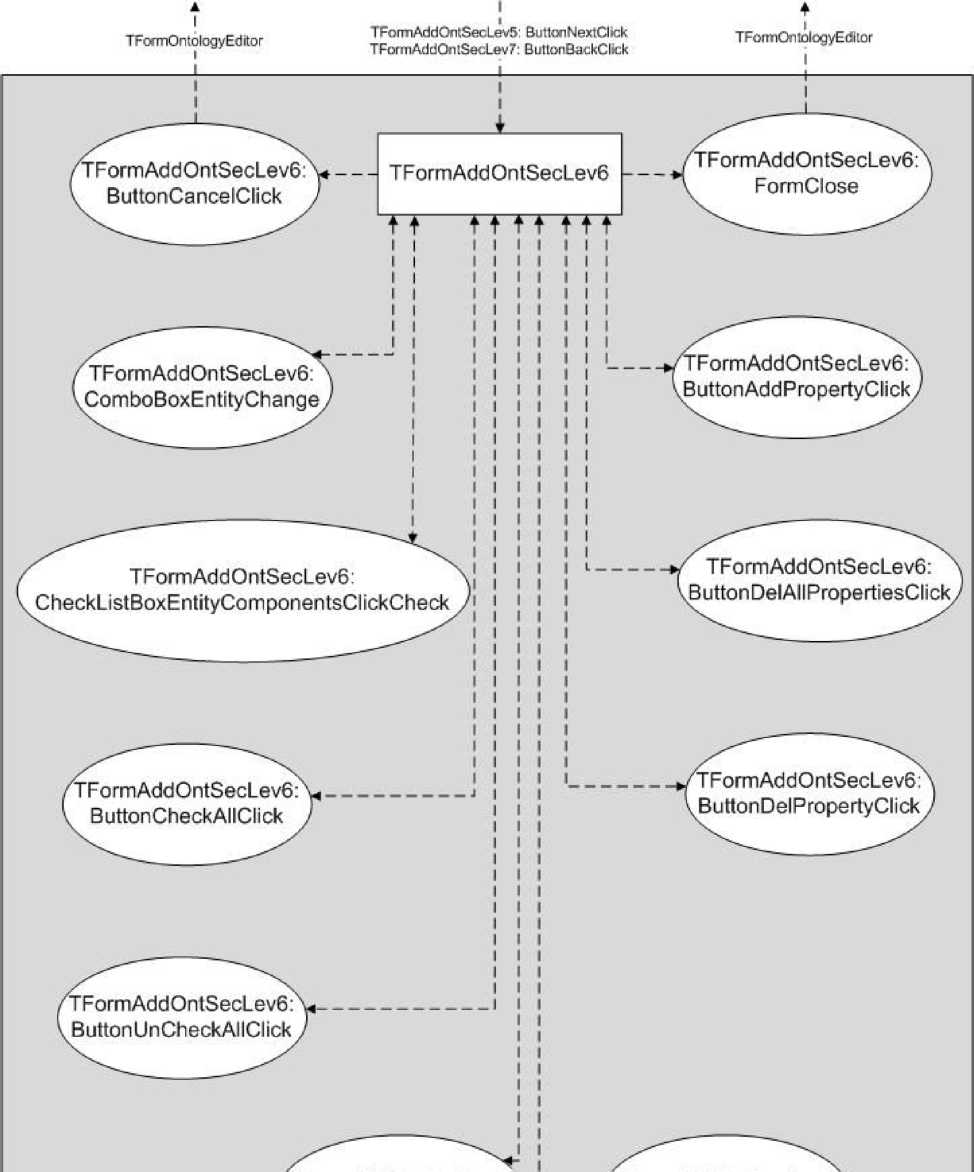 TFormOntologyEditor
TFormAddOntSecLev5: ButtonNextClick
TFormAddOntSecLev7: ButtonBackClick
TFormOntologyEditor
TFormAddOntSecLev6:
ButtonCancelClick
TFormAddOntSecLev6
TFormAddOntSecLev6:
FormClose
TFormAddOntSecLev6:
ComboBoxEntityChange
TFormAddOntSecLev6:
ButtonAddPropertyClick
TFormAddOntSecLev6:
CheckListBoxEntityComponentsClickCheck
TFormAddOntSecLev6:
ButtonDelAllPropertiesClick
TFormAddOntSecLev6:
ButtonCheckAllClick
TFormAddOntSecLev6:
ButtonDelPropertyClick
TFormAddOntSecLev6:
ButtonUnCheckAllClick